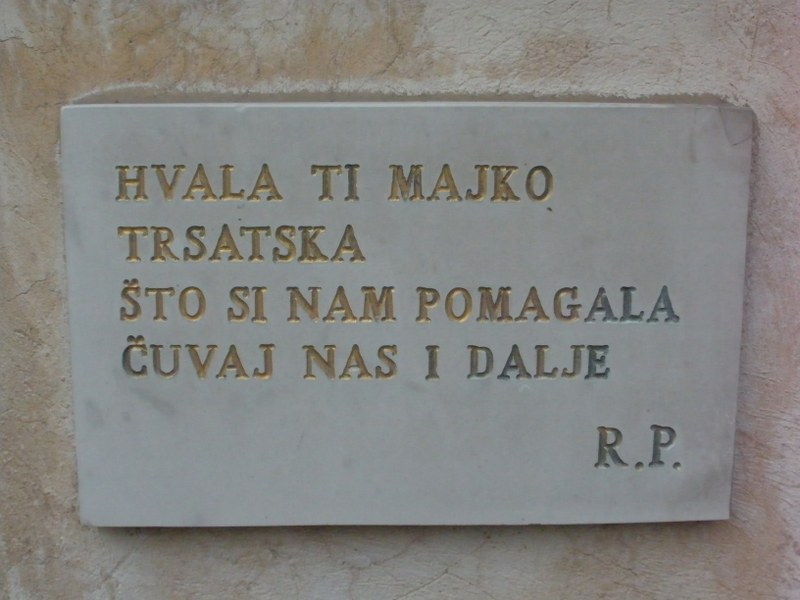 HVALA TI MAJKO
TRSATSKA
ŠTO SI NAM POMAGALA
ČUVAJ NAS I DALJE
R.P.